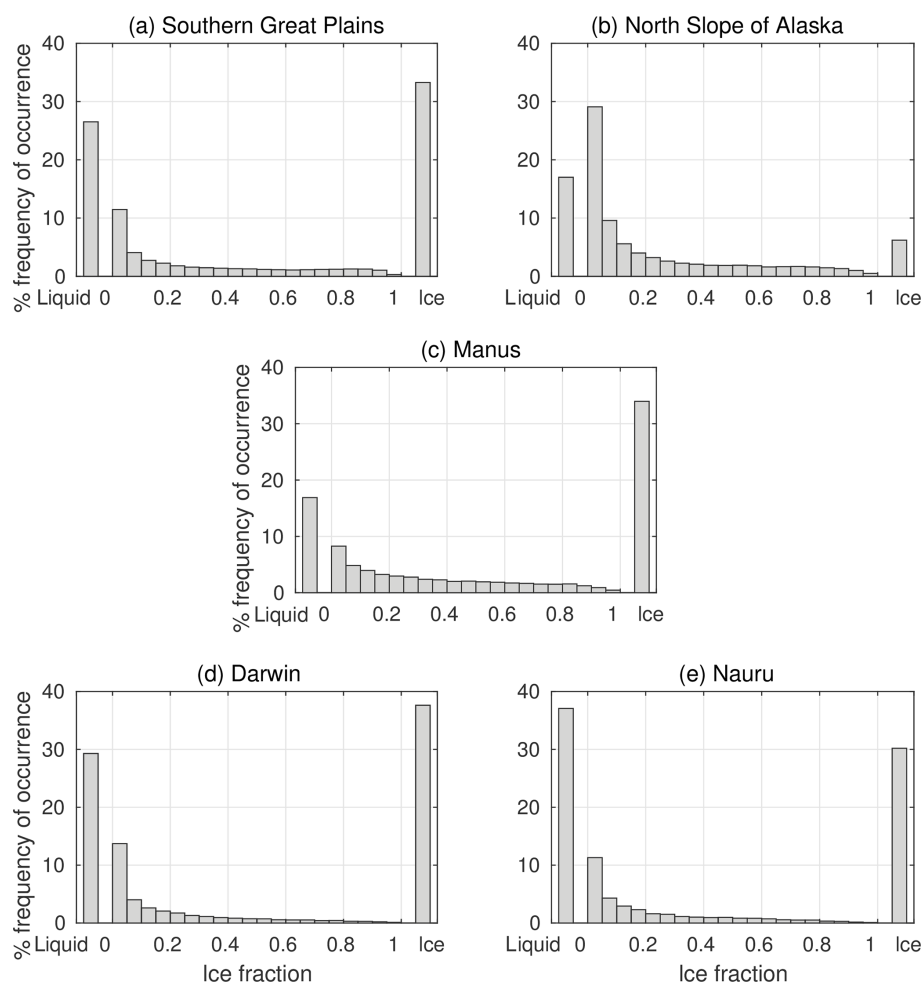 (a) Southern Great Plains
% frequency of occurrence
40
30
20
10
0
Liquid 0 0.2 0.4 0.6 0.8 1 Ice
(b) North Slope of Alaska
40
30
20
10
0
Liquid 0 0.2 0.4 0.6 0.8 1 Ice
(c) Manus
% frequency of occurrence
40
30
20
10
0
Liquid 0 0.2 0.4 0.6 0.8 1 Ice
(d) Darwin
% frequency of occurrence
40
30
20
10
0
Liquid 0 0.2 0.4 0.6 0.8 1 Ice
Ice fraction
(e) Nauru
40
30
20
10
0
Liquid 0 0.2 0.4 0.6 0.8 1 Ice
Ice fraction